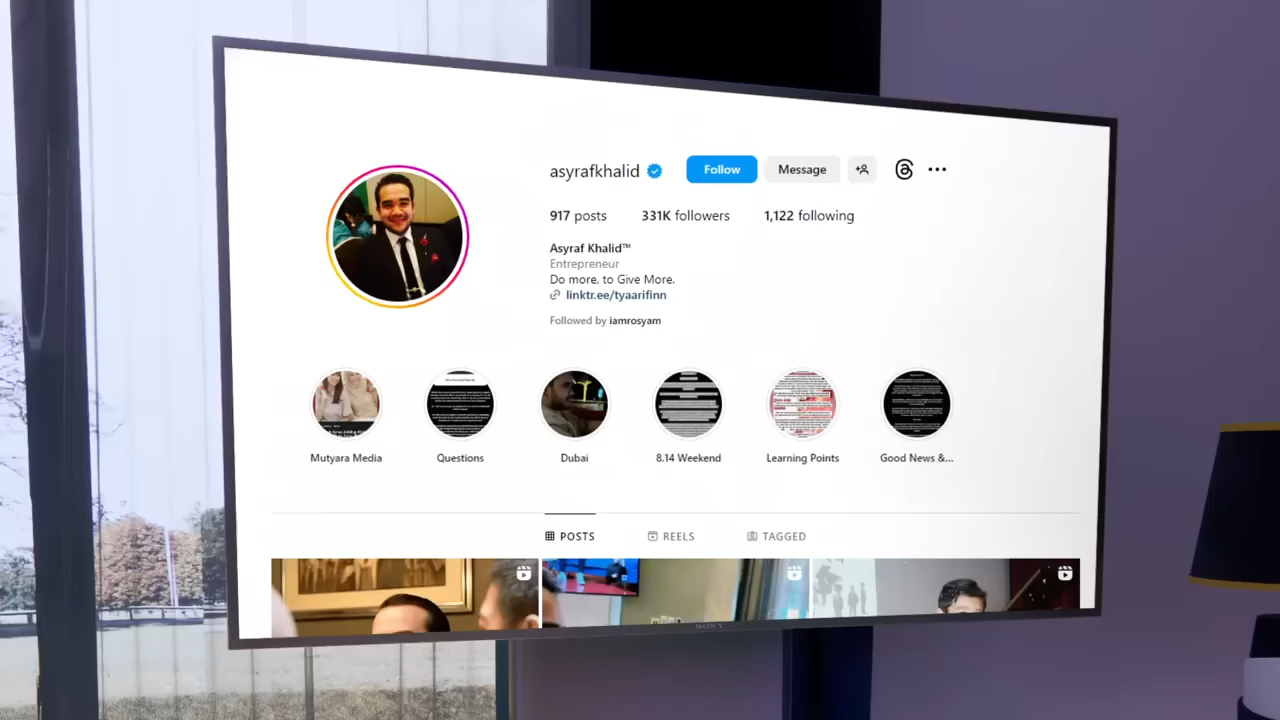 asyrafkhalid
Follow
Message
917 posts
331K followers
1,122 following
Asyraf Khalid™
Entrepreneur
Do more, to Give More.
linktr.ee/tyaarifinn
Followed by iamrosyam
Mutyara Media
Questions
Dubai
8.14 Weekend
Learning Points
Good News &...
POSTS
REELS
TAGGED
SONY